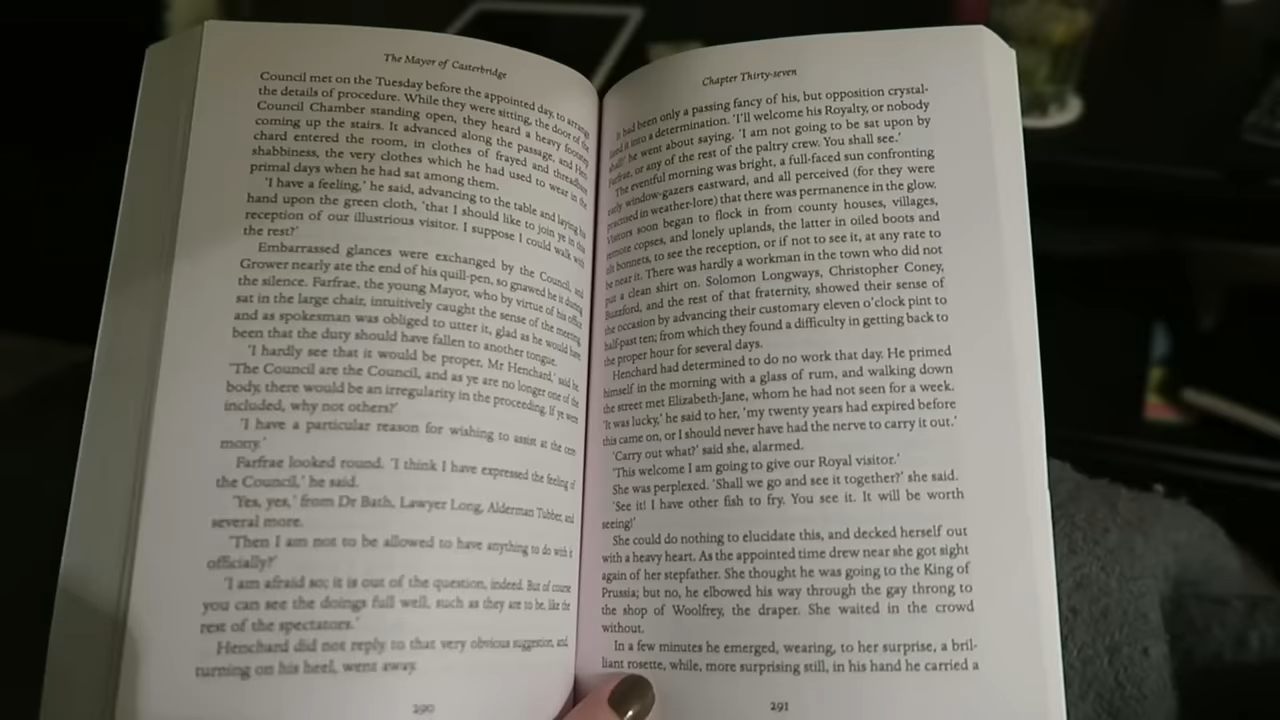 The Mayor of Casterbridge
Council met on the Tuesday before the appointed day, to arrange
the details of procedure. While they were sitting, the door of the
Council Chamber standing open, they heard a heavy footstep
coming up the stairs. It advanced along the passage, and Hen-
chard entered the room, in clothes of frayed and threadbare
shabbiness, the very clothes which he had used to wear in the
primal days when he had sat among them.
'I have a feeling,' he said, advancing to the table and laying his
hand upon the green cloth, 'that I should like to join ye in this
reception of our illustrious visitor. I suppose I could walk with
the rest?'
Embarrassed glances were exchanged by the Council, and
Grower nearly ate the end of his quill-pen, so gnawed he it during
the silence. Farfrae, the young Mayor, who by virtue of his office
sat in the large chair, intuitively caught the sense of the meeting,
and as spokesman was obliged to utter it, glad as he would have
been that the duty should have fallen to another tongue.
'I hardly see that it would be proper, Mr Henchard,' said he.
'The Council are the Council, and as ye are no longer one of the
body, there would be an irregularity in the proceeding. If ye were
included, why not others?'
'I have a particular reason for wishing to assist at the cere-
mony.'
Farfrae looked round. 'I think I have expressed the feeling of
the Council,' he said.
'Yes, yes,' from Dr Bath, Lawyer Long, Alderman Tubber, and
several more.
'Then I am not to be allowed to have anything to do with it
officially?'
'I am afraid so; it is out of the question, indeed. But of course
you can see the doings full well, such as they are to be, like the
rest of the spectators.'
Henchard did not reply to that very obvious suggestion, and,
turning on his heel, went away.
290
Chapter Thirty-seven
It had been only a passing fancy of his, but opposition crystal-
lized it into a determination. 'I'll welcome his Royalty, or nobody
shall!' he went about saying. 'I am not going to be sat upon by
Farfrae, or any of the rest of the paltry crew. You shall see.'
The eventful morning was bright, a full-faced sun confronting
early window-gazers eastward, and all perceived (for they were
practised in weather-lore) that there was permanence in the glow.
Visitors soon began to flock in from county houses, villages,
remote copses, and lonely uplands, the latter in oiled boots and
tilt bonnets, to see the reception, or if not to see it, at any rate to
be near it. There was hardly a workman in the town who did not
put a clean shirt on. Solomon Longways, Christopher Coney,
Buzzford, and the rest of that fraternity, showed their sense of
the occasion by advancing their customary eleven o'clock pint to
half-past ten; from which they found a difficulty in getting back to
the proper hour for several days.
Henchard had determined to do no work that day. He primed
himself in the morning with a glass of rum, and walking down
the street met Elizabeth-Jane, whom he had not seen for a week.
'It was lucky,' he said to her, 'my twenty years had expired before
this came on, or I should never have had the nerve to carry it out.'
'Carry out what?' said she, alarmed.
'This welcome I am going to give our Royal visitor.'
She was perplexed. 'Shall we go and see it together?' she said.
'See it! I have other fish to fry. You see it. It will be worth
seeing!'
She could do nothing to elucidate this, and decked herself out
with a heavy heart. As the appointed time drew near she got sight
again of her stepfather. She thought he was going to the King of
Prussia; but no, he elbowed his way through the gay throng to
the shop of Woolfrey, the draper. She waited in the crowd
without.
In a few minutes he emerged, wearing, to her surprise, a bril-
liant rosette, while, more surprising still, in his hand he carried a
291